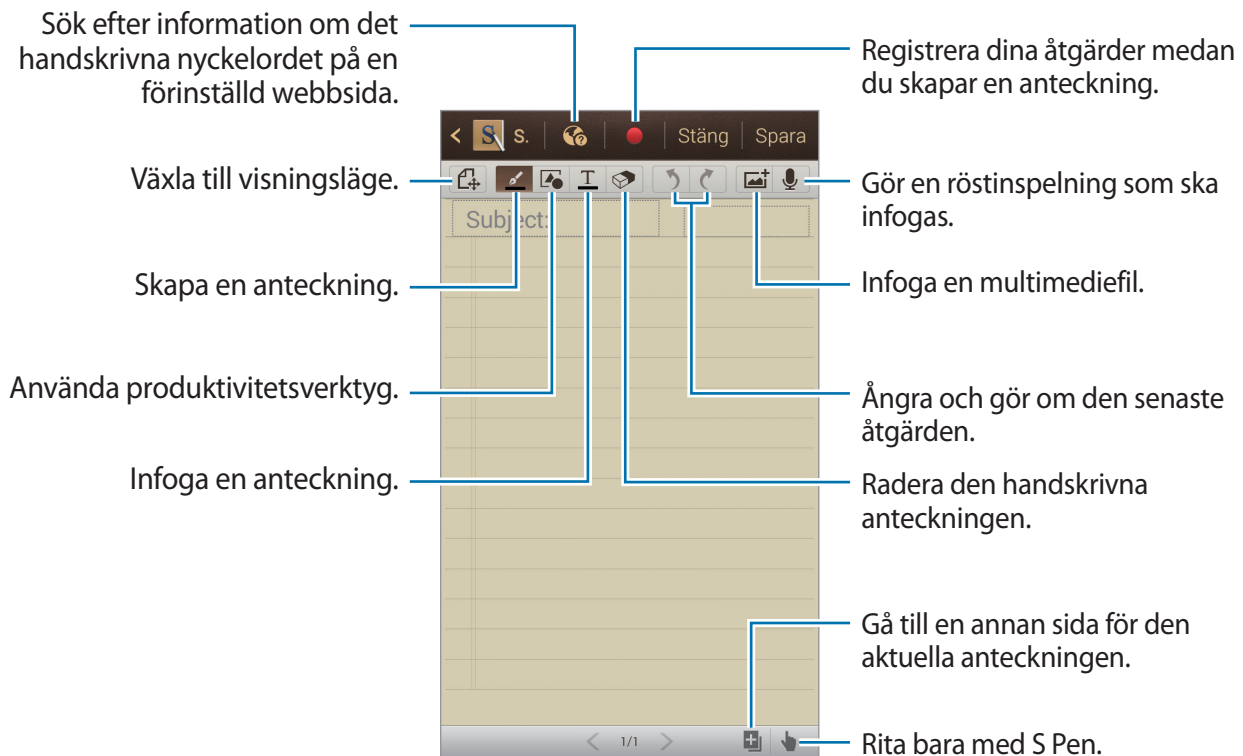 Sök efter information om det
handskrivna nyckelordet på en
förinställd webbsida.
Växla till visningsläge.
Skapa en anteckning.
Använda produktivitetsverktyg.
Infoga en anteckning.
S S. Stäng Spara
T
Subject:
1/1
Registrera dina åtgärder medan
du skapar en anteckning.
Gör en röstinspelning som ska
infogas.
Infoga en multimediefil.
Ångra och gör om den senaste
åtgärden.
Radera den handskrivna
anteckningen.
Gå till en annan sida för den
aktuella anteckningen.
Rita bara med S Pen.